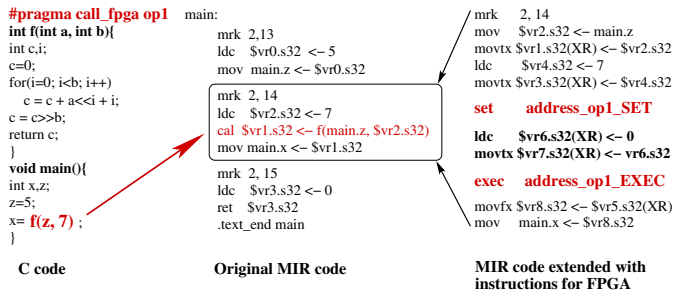 #pragma call_fpga op1
int f(int a, int b){
int c,i;
c=0;
for(i=0; i<b; i++)
c = c + a<<i + i;
c = c>>b;
return c;
}
void main(){
int x,z;
z=5;
x= f(z, 7) ;
}
C code
main:
mrk 2,13
ldc $vr0.s32 <- 5
mov main.z <- $vr0.s32
mrk 2, 14
ldc $vr2.s32 <- 7
cal $vr1.s32 <- f(main.z, $vr2.s32)
mov main.x <- $vr1.s32
mrk 2, 15
ldc $vr3.s32 <- 0
ret $vr3.s32
.text_end main
Original MIR code
mrk 2, 14
mov $vr2.s32 <- main.z
movtx $vr1.s32(XR) <- $vr2.s32
ldc $vr4.s32 <- 7
movtx $vr3.s32(XR) <- $vr4.s32
set address_op1_SET
ldc $vr6.s32(XR) <- 0
movtx $vr7.s32(XR) <- vr6.s32
exec address_op1_EXEC
movfx $vr8.s32 <- $vr5.s32(XR)
mov main.x <- $vr8.s32
MIR code extended with
instructions for FPGA